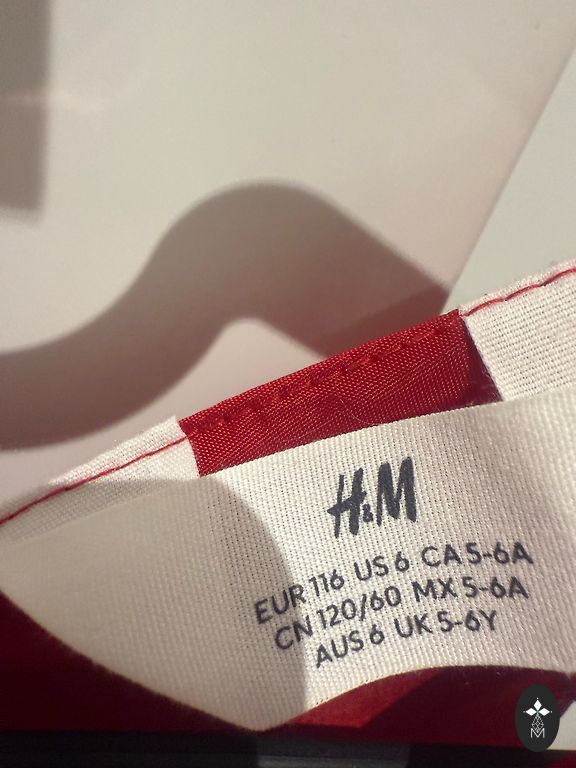 H&M
EUR 116 US 6 CA 5-6A
CN 120/60 MX 5-6A
AUS 6 UK 5-6Y
M